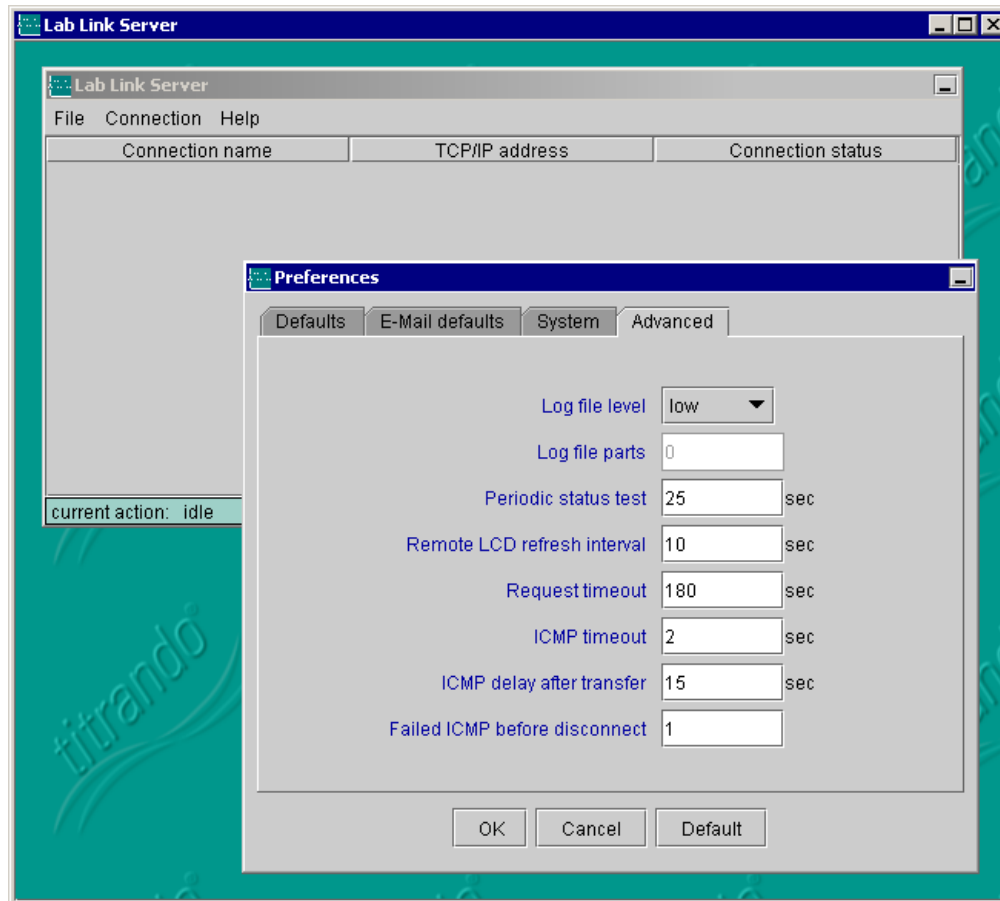 Lab Link Server
Lab Link Server
File Connection Help
Connection name TCP/IP address Connection status
Preferences
Defaults E-Mail defaults System Advanced
Log file level low
Log file parts 0
Periodic status test 25 sec
current action: idle
Remote LCD refresh interval 10 sec
Request timeout 180 sec
ICMP timeout 2 sec
ICMP delay after transfer 15 sec
Failed ICMP before disconnect 1
OK Cancel Default
titrando